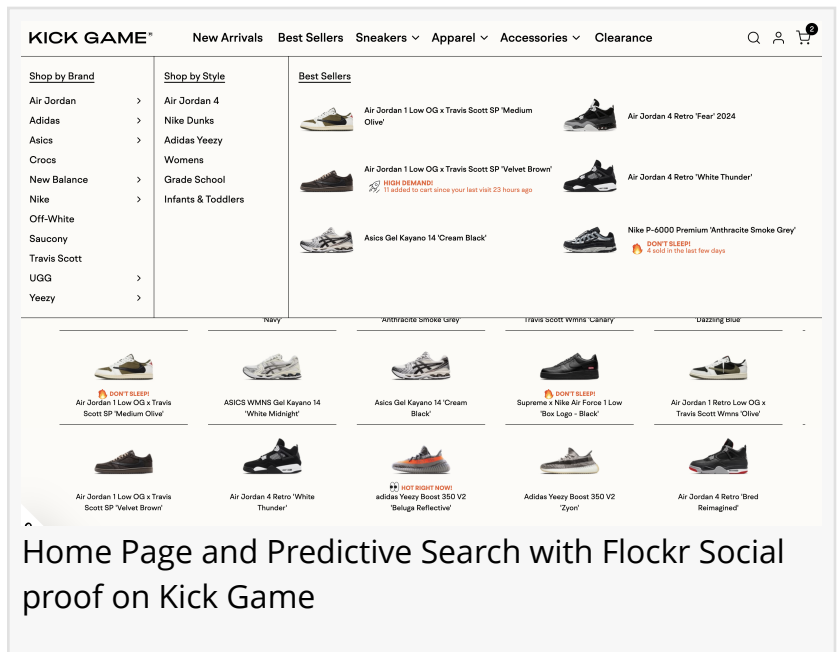 KICK GAME®
New Arrivals
Best Sellers
Sneakers
Apparel
Accessories
Clearance
2
Shop by Brand
Air Jordan
Adidas
Asics
Crocs
New Balance
Nike
Off-White
Saucony
Travis Scott
UGG
Yeezy
Shop by Style
Air Jordan 4
Nike Dunks
Adidas Yeezy
Womens
Grade School
Infants & Toddlers
Best Sellers
Air Jordan 1 Low OG x Travis Scott SP 'Medium
Olive'
Air Jordan 4 Retro 'Fear' 2024
Air Jordan 1 Low OG x Travis Scott SP 'Velvet Brown'
HIGH DEMAND!
11 added to cart since your last visit 23 hours ago
Air Jordan 4 Retro 'White Thunder'
Asics Gel Kayano 14 'Cream Black'
Nike P-6000 Premium 'Anthracite Smoke Grey'
DON'T SLEEP!
4 sold in the last few days
'Navy'
'Anthracite Smoke Grey'
Travis Scott Wmns 'Canary'
'Dazzling Blue'
DON'T SLEEP!
Air Jordan 1 Low OG x Travis
Scott SP 'Medium Olive'
ASICS WMNS Gel Kayano 14
'White Midnight'
Asics Gel Kayano 14 'Cream
Black'
DON'T SLEEP!
Supreme x Nike Air Force 1 Low
'Box Logo - Black'
Air Jordan 1 Retro Low OG x
Travis Scott Wmns 'Olive'
Air Jordan 1 Low OG x Travis
Scott SP 'Velvet Brown'
Air Jordan 4 Retro 'White
Thunder'
HOT RIGHT NOW!
adidas Yeezy Boost 350 V2
'Beluga Reflective'
Adidas Yeezy Boost 350 V2
'Zyon'
Air Jordan 4 Retro 'Bred
Reimagined'
Home Page and Predictive Search with Flockr Social
proof on Kick Game